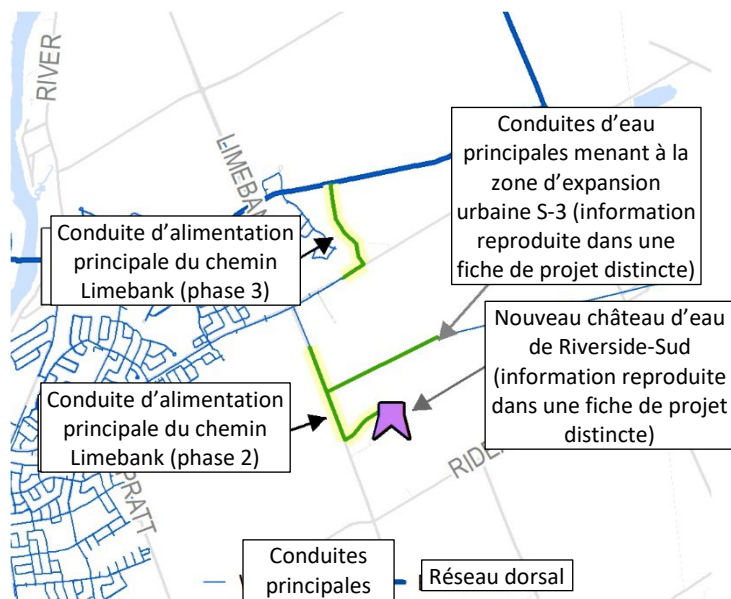 RIVER
LIMEBAN
Conduites d’eau
principales menant à la
zone d’expansion
urbaine S-3 (information
reproduite dans une
fiche de projet distincte)
Conduite d’alimentation
principale du chemin
Limebank (phase 3)
Nouveau château d’eau
de Riverside-Sud
(information reproduite
dans une fiche de projet
distincte)
Conduite d’alimentation
principale du chemin
Limebank (phase 2)
RIDE
PRATT
Conduites
principales
Réseau dorsal